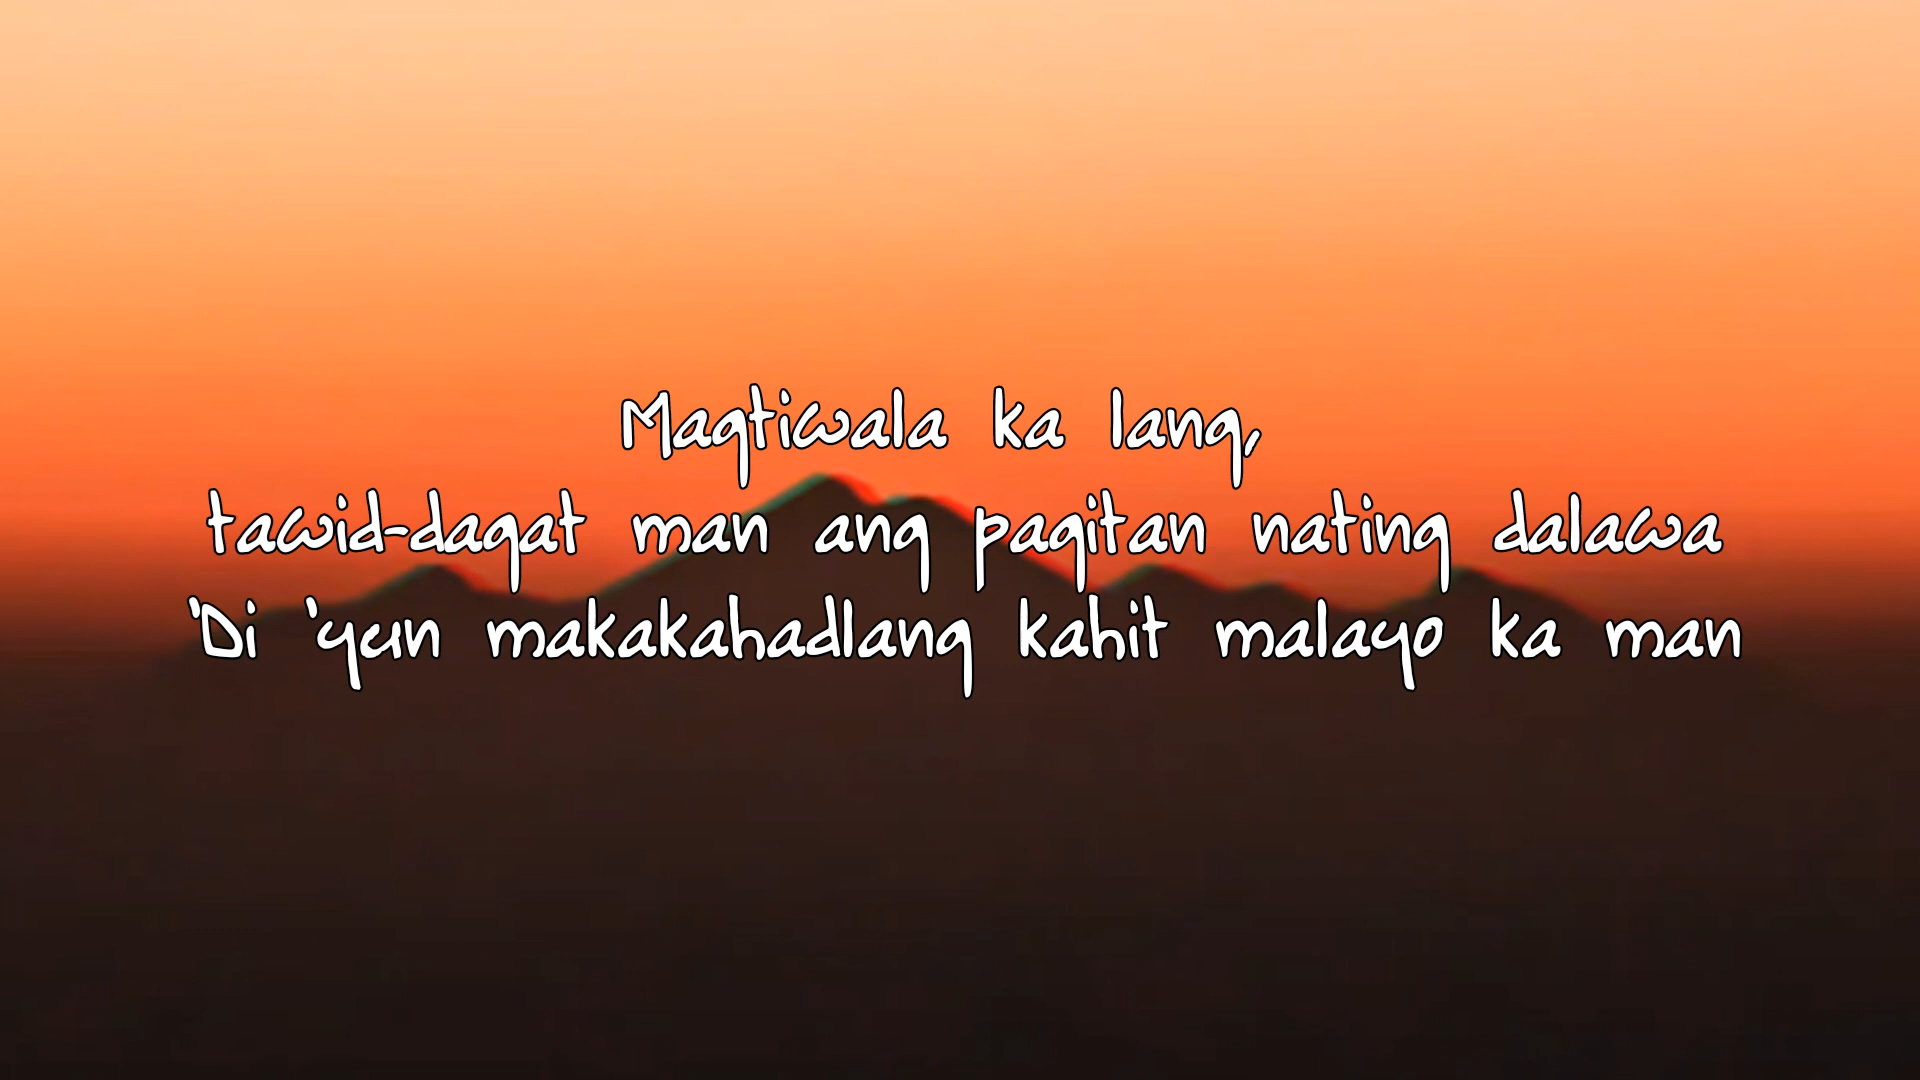 Magtiwala ka lang,
tawid-dagat man ang pagitan nating dalawa
'Di 'yun makakahadlang kahit malayo ka man